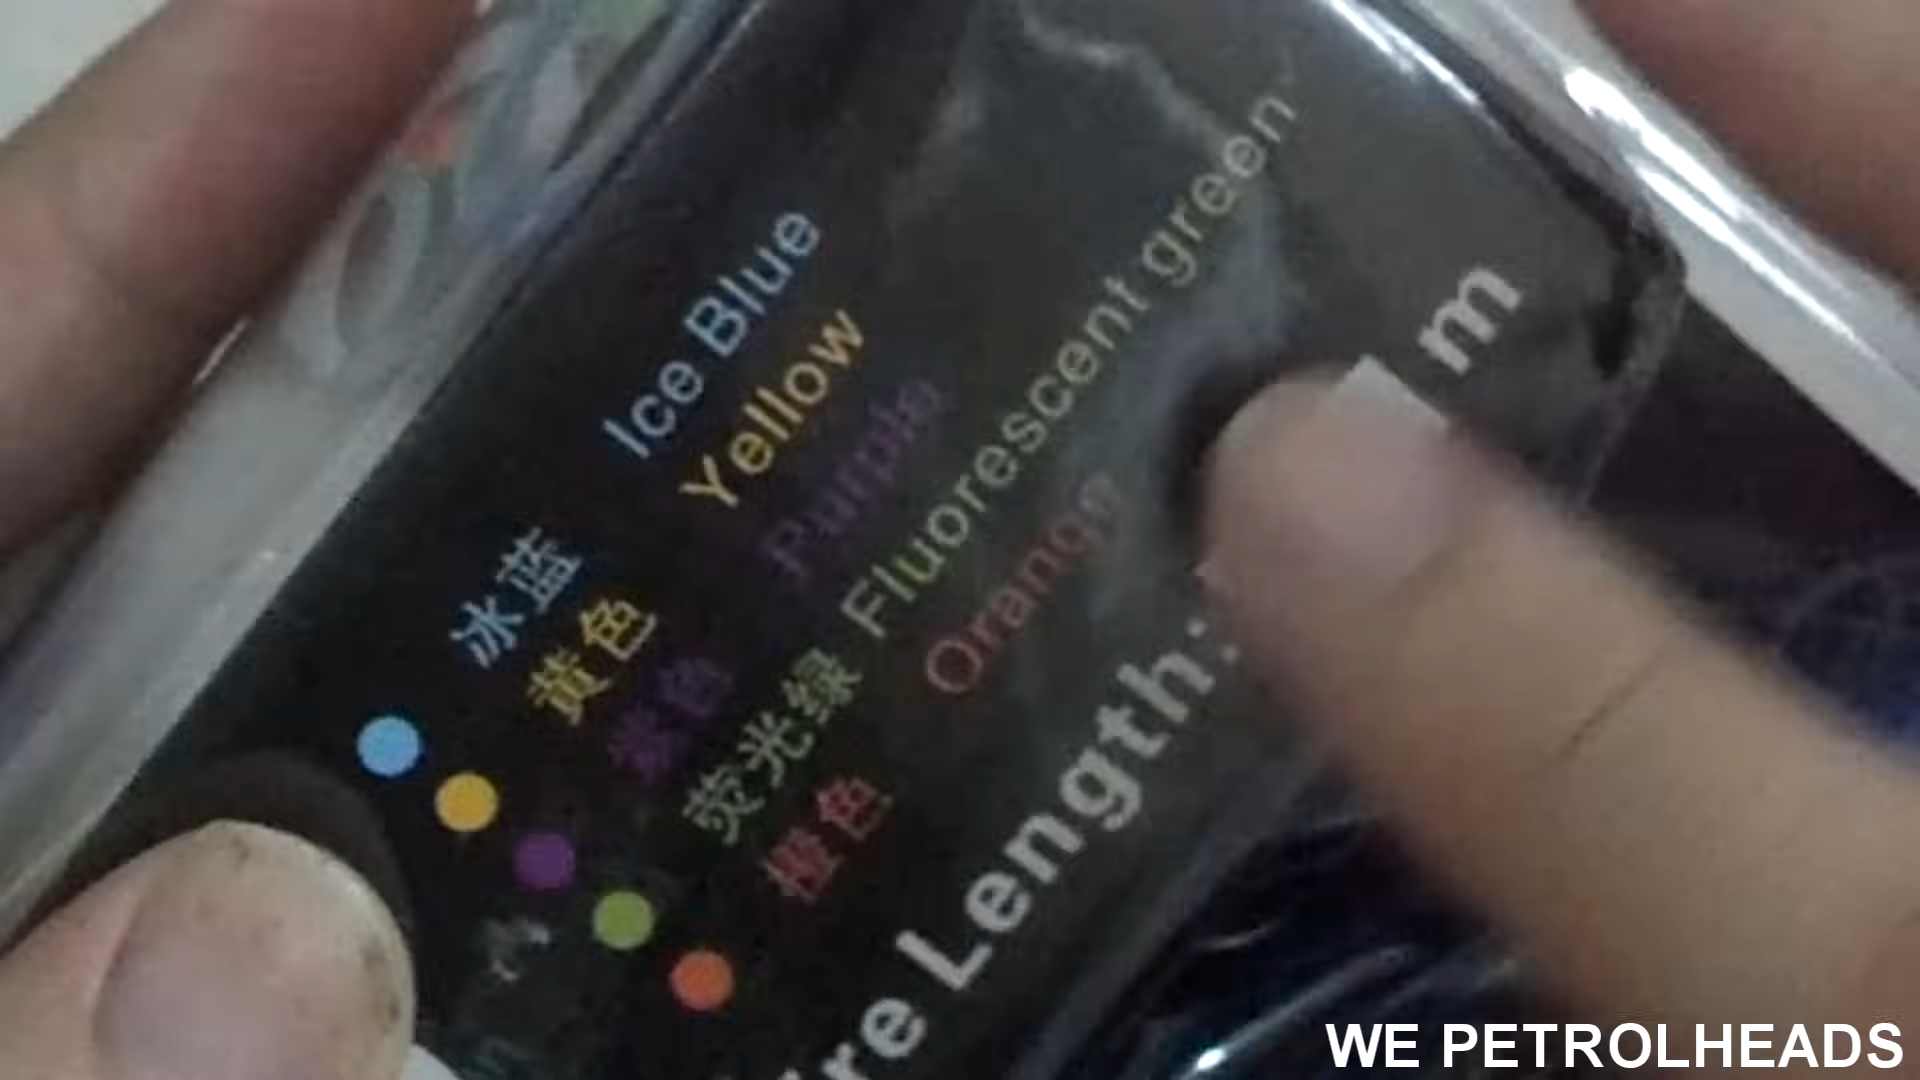 冰蓝 Ice Blue
黄色 Yellow
紫色 Purple
荧光绿 Fluorescent green
橙色 Orange
re Length: m
WE PETROLHEADS